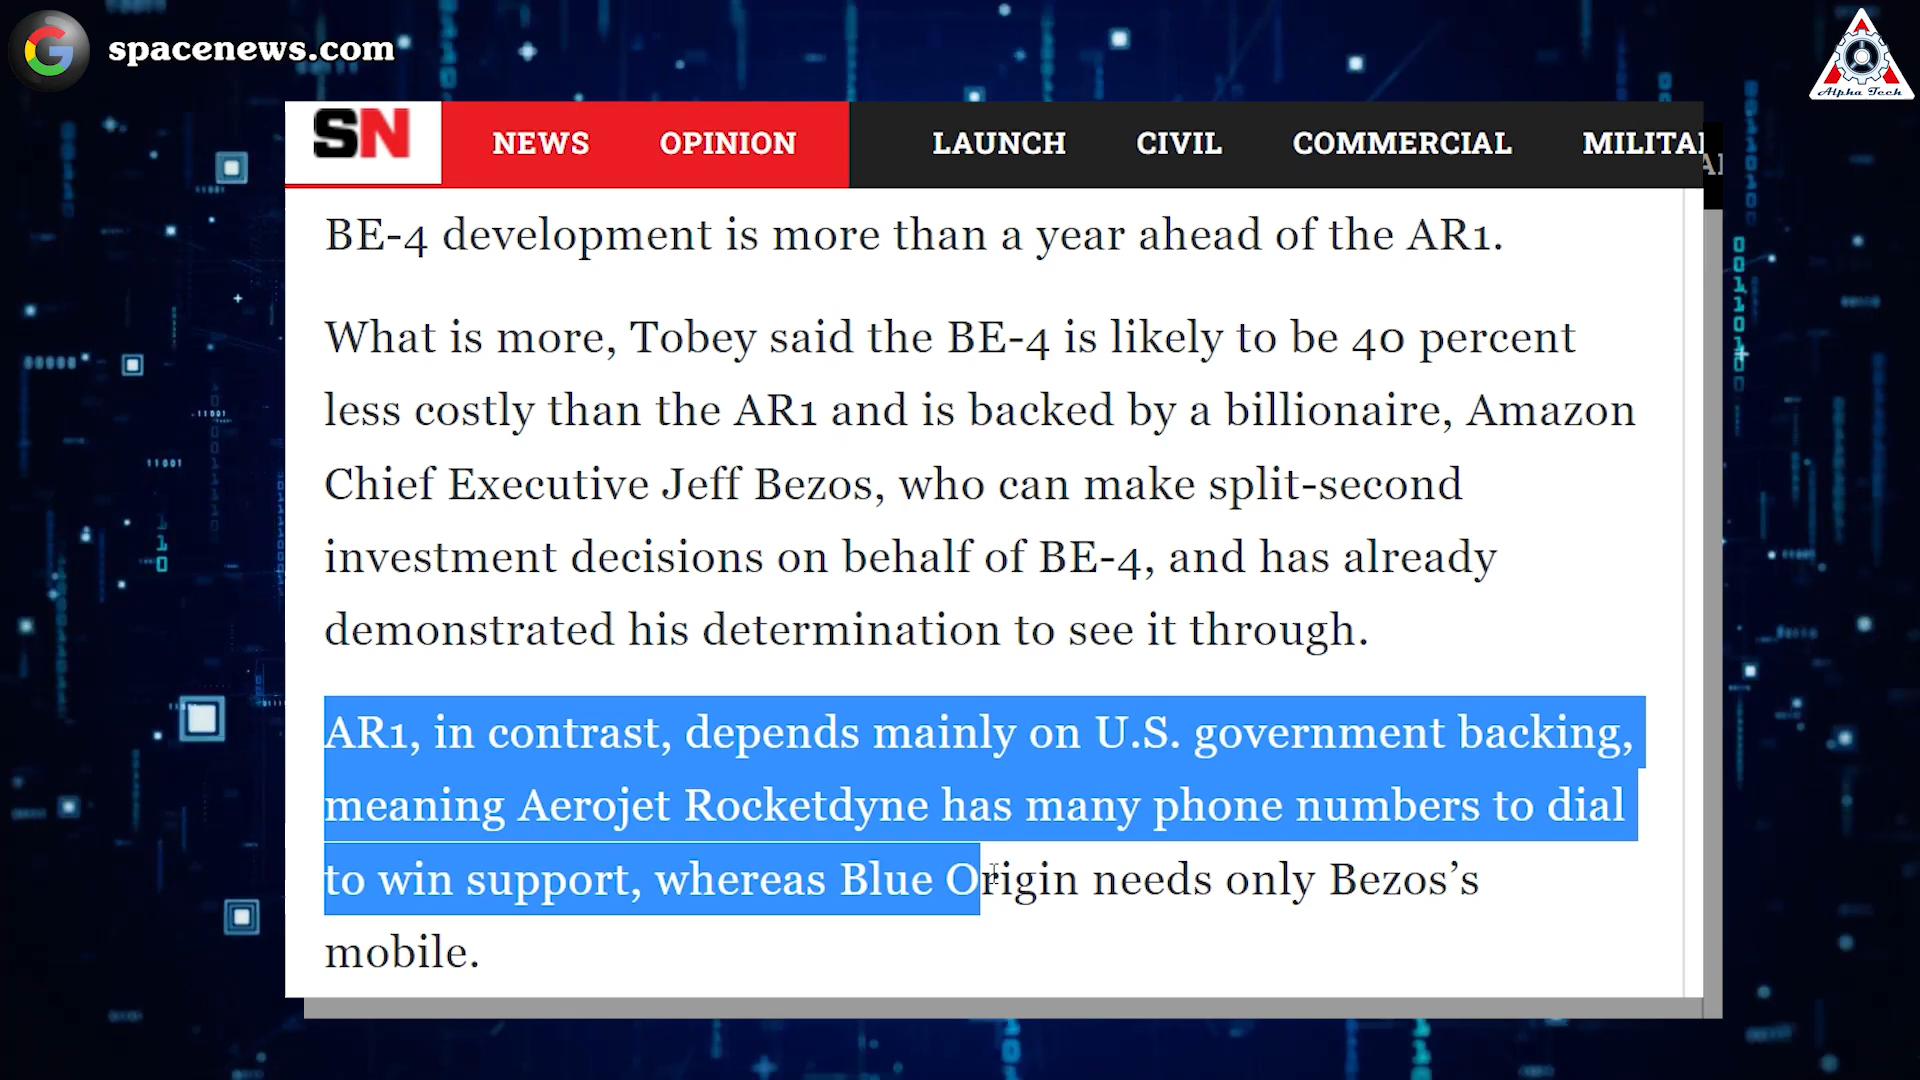 spacenews.com
Alpha Tech
SN NEWS OPINION LAUNCH CIVIL COMMERCIAL MILITA
BE-4 development is more than a year ahead of the AR1.
What is more, Tobey said the BE-4 is likely to be 40 percent
less costly than the AR1 and is backed by a billionaire, Amazon
Chief Executive Jeff Bezos, who can make split-second
investment decisions on behalf of BE-4, and has already
demonstrated his determination to see it through.
AR1, in contrast, depends mainly on U.S. government backing,
meaning Aerojet Rocketdyne has many phone numbers to dial
to win support, whereas Blue Origin needs only Bezos’s
mobile.